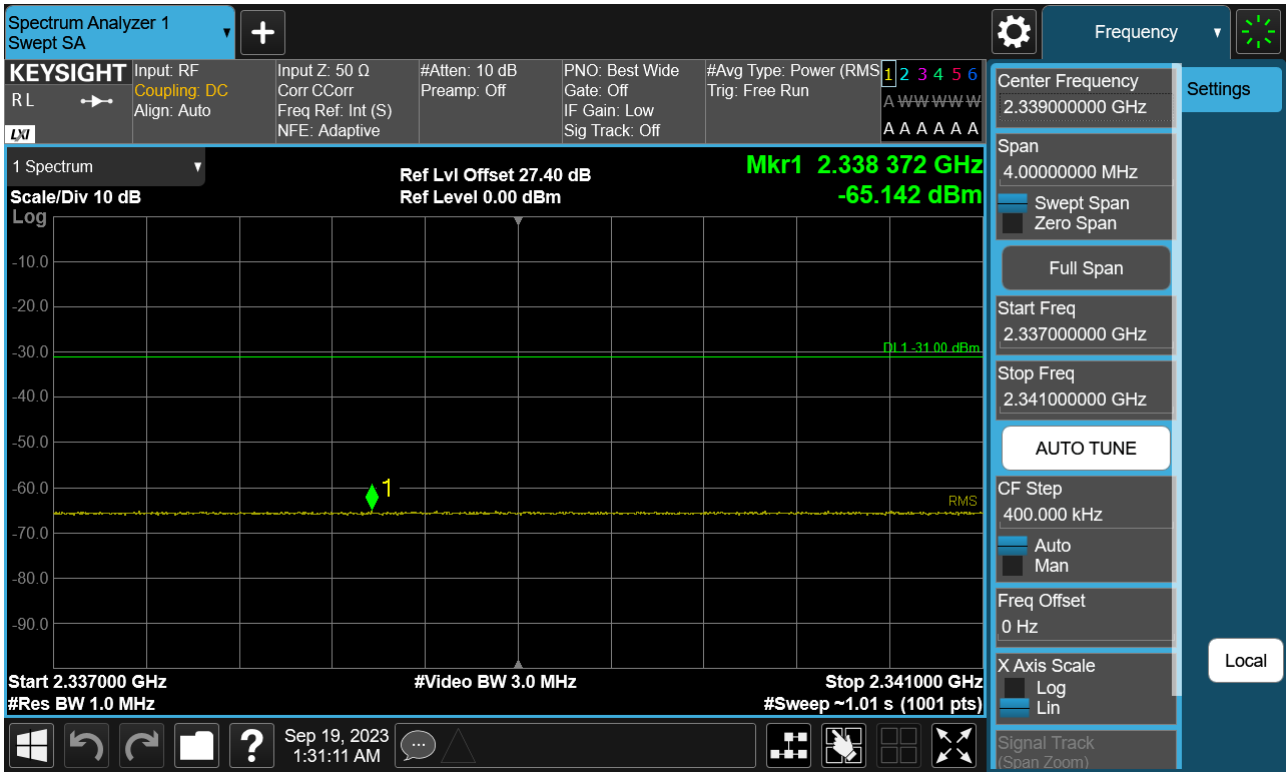 Spectrum Analyzer 1
Swept SA
Frequency
KEYSIGHT
R L
LXI
Input: RF
Coupling: DC
Align: Auto
Input Z: 50 Ω
Corr CCorr
Freq Ref: Int (S)
NFE: Adaptive
#Atten: 10 dB
Preamp: Off
PNO: Best Wide
Gate: Off
IF Gain: Low
Sig Track: Off
#Avg Type: Power (RMS
Trig: Free Run
1 2 3 4 5 6
A W W W W W
A A A A A A
1 Spectrum
Scale/Div 10 dB
Log
Ref Lvl Offset 27.40 dB
Ref Level 0.00 dBm
Mkr1 2.338 372 GHz
-65.142 dBm
-10.0
-20.0
-30.0
DL1 -31.00 dBm
-40.0
-50.0
-60.0
1
RMS
-70.0
-80.0
-90.0
Start 2.337000 GHz
#Video BW 3.0 MHz
Stop 2.341000 GHz
#Res BW 1.0 MHz
#Sweep ~1.01 s (1001 pts)
Center Frequency
2.339000000 GHz
Span
4.00000000 MHz
Swept Span
Zero Span
Full Span
Start Freq
2.337000000 GHz
Stop Freq
2.341000000 GHz
AUTO TUNE
CF Step
400.000 kHz
Auto
Man
Freq Offset
0 Hz
X Axis Scale
Log
Lin
Signal Track
(Span Zoom)
Settings
Local
?
Sep 19, 2023
1:31:11 AM